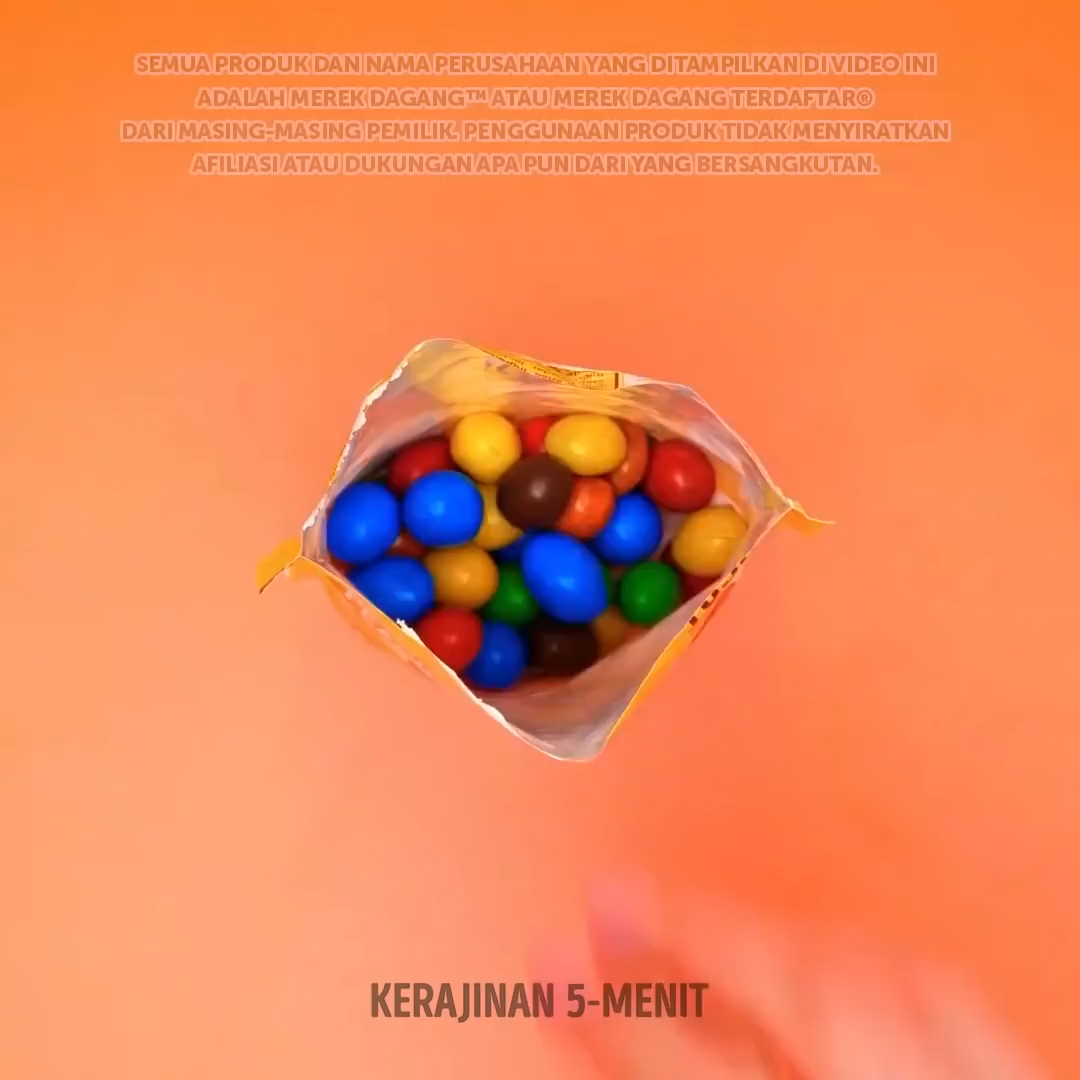 SEMUA PRODUK DAN NAMA PERUSAHAAN YANG DITAMPILKAN DI VIDEO INI
ADALAH MEREK DAGANG™ ATAU MEREK DAGANG TERDAFTAR®
DARI MASING-MASING PEMILIK. PENGGUNAAN PRODUK TIDAK MENYIRATKAN
AFILIASI ATAU DUKUNGAN APA PUN DARI YANG BERSANGKUTAN.
KERAJINAN 5-MENIT